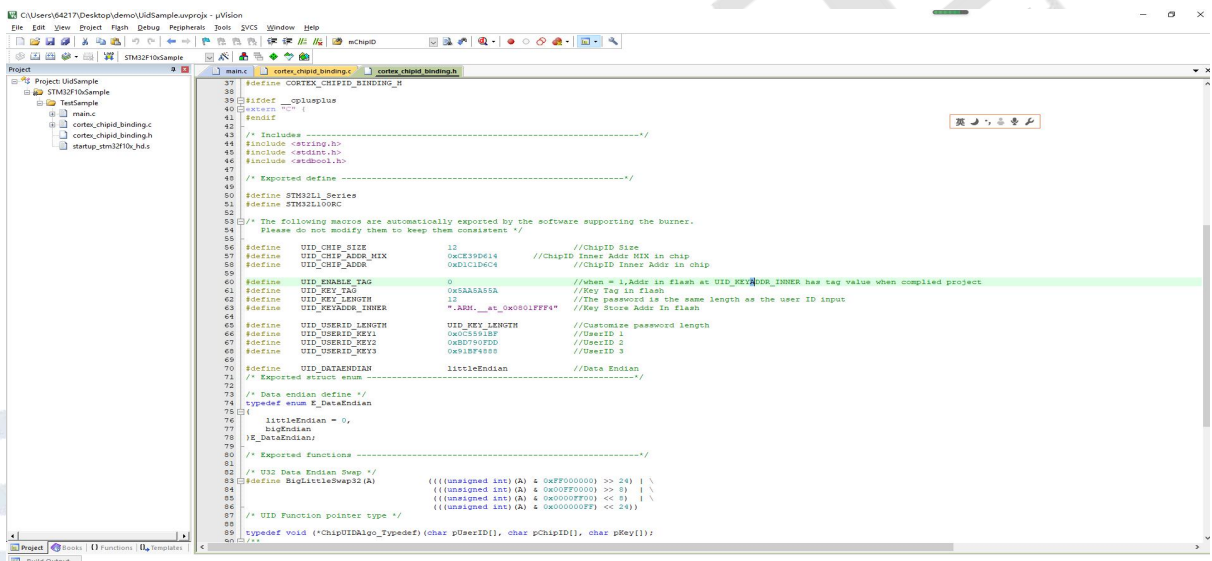 C:\Users\64217\Desktop\demo\UidSample.uvprojx - µVision
File Edit View Project Flash Debug Peripherals Tools SVCS Window Help
mChipID
STM32F10xSample
Project
main.c cortex_chipid_binding.c cortex_chipid_binding.h
Project: UidSample
STM32F10xSample
TestSample
main.c
cortex_chipid_binding.c
cortex_chipid_binding.h
startup_stm32f10x_hd.s
英
37 #define CORTEX_CHIPID_BINDING_H
38
39 #ifdef __cplusplus
40 extern "C" {
41 #endif
42
43 /* Includes ------------------------------------------------------------------*/
44 #include <string.h>
45 #include <stdint.h>
46 #include <stdbool.h>
47
48 /* Exported define -----------------------------------------------------------*/
49
50 #define STM32L1_Series
51 #define STM32L100RC
52
53 /* The following macros are automatically exported by the software supporting the burner.
54 Please do not modify them to keep them consistent */
55
56 #define UID_CHIP_SIZE 12 //ChipID Size
57 #define UID_CHIP_ADDR_MIX 0xCE39D614 //ChipID Inner Addr MIX in chip
58 #define UID_CHIP_ADDR 0xD1C1D6C4 //ChipID Inner Addr in chip
59
60 #define UID_ENABLE_TAG 0 //when = 1,Addr in flash at UID_KEYADDR_INNER has tag value when complied project
61 #define UID_KEY_TAG 0x5AA5A55A //Key Tag in flash
62 #define UID_KEY_LENGTH 12 //The password is the same length as the user ID input
63 #define UID_KEYADDR_INNER ".ARM.__at_0x0801FFF4" //Key Store Addr In flash
64
65 #define UID_USERID_LENGTH UID_KEY_LENGTH //Customize password length
66 #define UID_USERID_KEY1 0x0C5591BF //UserID 1
67 #define UID_USERID_KEY2 0xBD790FDD //UserID 2
68 #define UID_USERID_KEY3 0x91BF4888 //UserID 3
69
70 #define UID_DATAENDIAN littleEndian //Data Endian
71 /* Exported struct enum ------------------------------------------------------*/
72
73 /* Data endian define */
74 typedef enum E_DataEndian
75 {
76 littleEndian = 0,
77 bigEndian
78 }E_DataEndian;
79
80 /* Exported functions --------------------------------------------------------*/
81
82 /* U32 Data Endian Swap */
83 #define BigLittleSwap32(A) ((((unsigned int)(A) & 0xFF000000) >> 24) | \
84 (((unsigned int)(A) & 0x00FF0000) >> 8) | \
85 (((unsigned int)(A) & 0x0000FF00) << 8) | \
86 (((unsigned int)(A) & 0x000000FF) << 24))
87 /* UID Function pointer type */
88
89 typedef void (*ChipUIDAlgo_Typedef)(char pUserID[], char pChipID[], char pKey[]);
90 /**
Project Books {} Functions Templates
Build Output